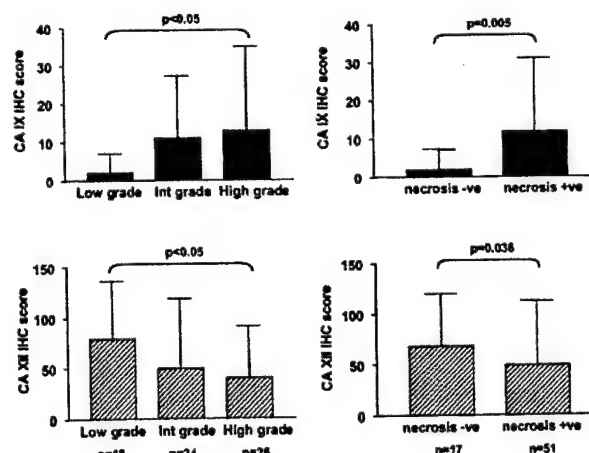 p<0.05
CA IX IHC score
40
30
20
10
0
Low grade Int grade High grade
p=0.005
CA IX IHC score
40
30
20
10
0
necrosis -ve necrosis +ve
p<0.05
CA XII IHC score
150
100
50
0
Low grade Int grade High grade
p=0.036
CA XII IHC score
150
100
50
0
necrosis -ve necrosis +ve
n=17 n=51